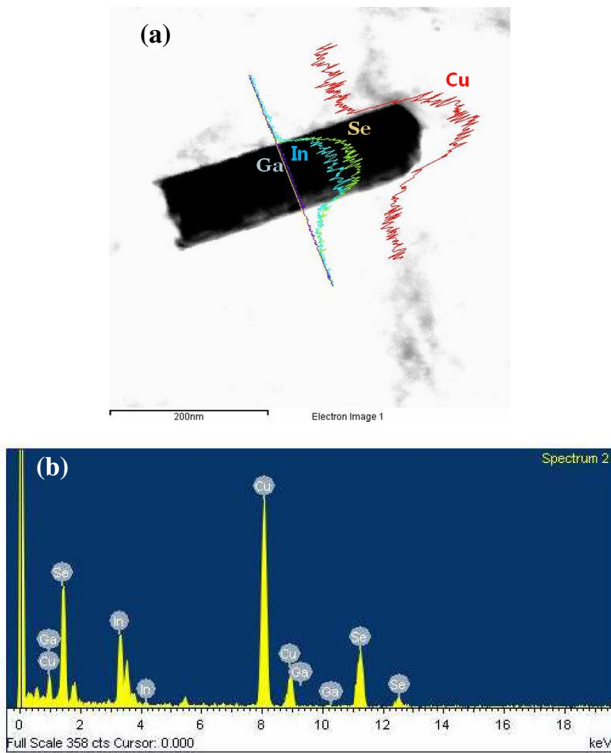 (a)
Cu
Se
In
Ga
200nm
Electron Image 1
(b)
Spectrum 2
Cu
Se
In
Ga
Cu
Cu
Ga
Se
In
Ga
Se
0 2 4 6 8 10 12 14 16 18
Full Scale 358 cts Cursor: 0.000
keV